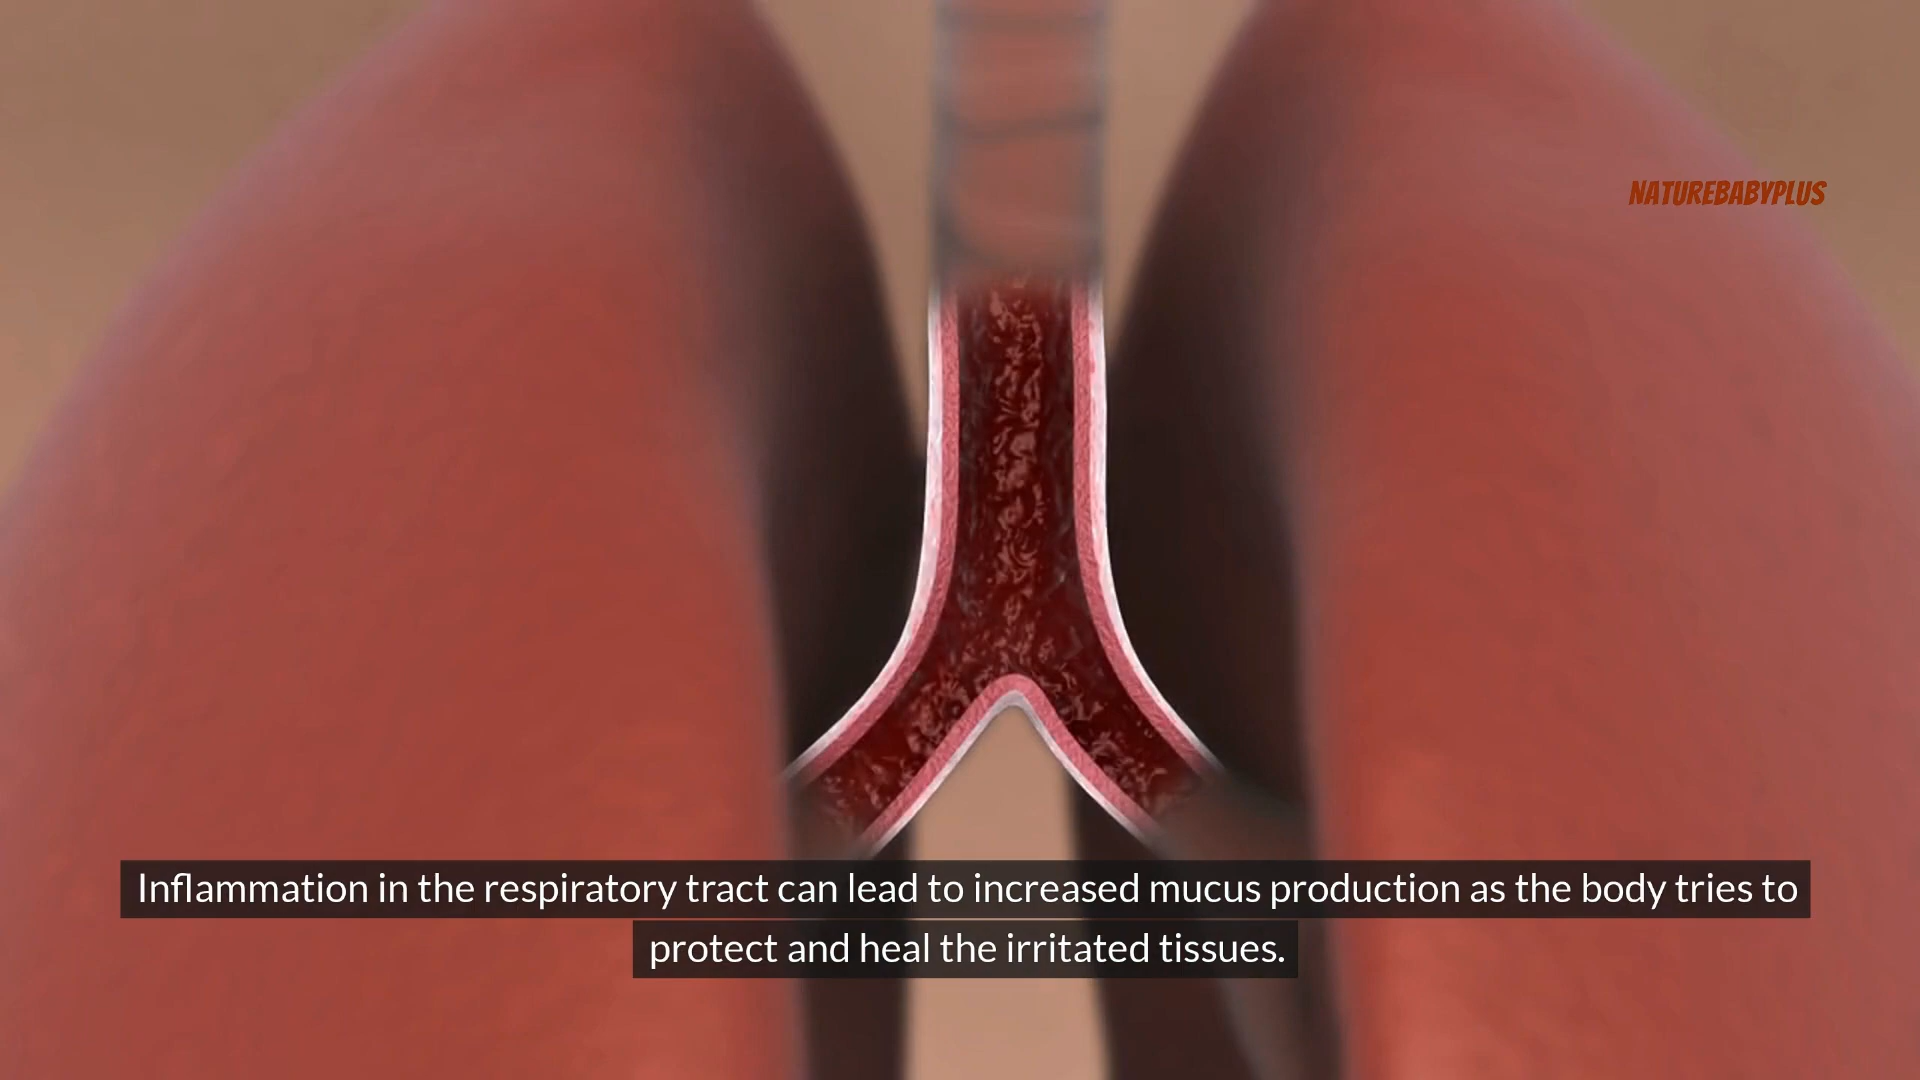 NATUREBABYPLUS
Inflammation in the respiratory tract can lead to increased mucus production as the body tries to
protect and heal the irritated tissues.